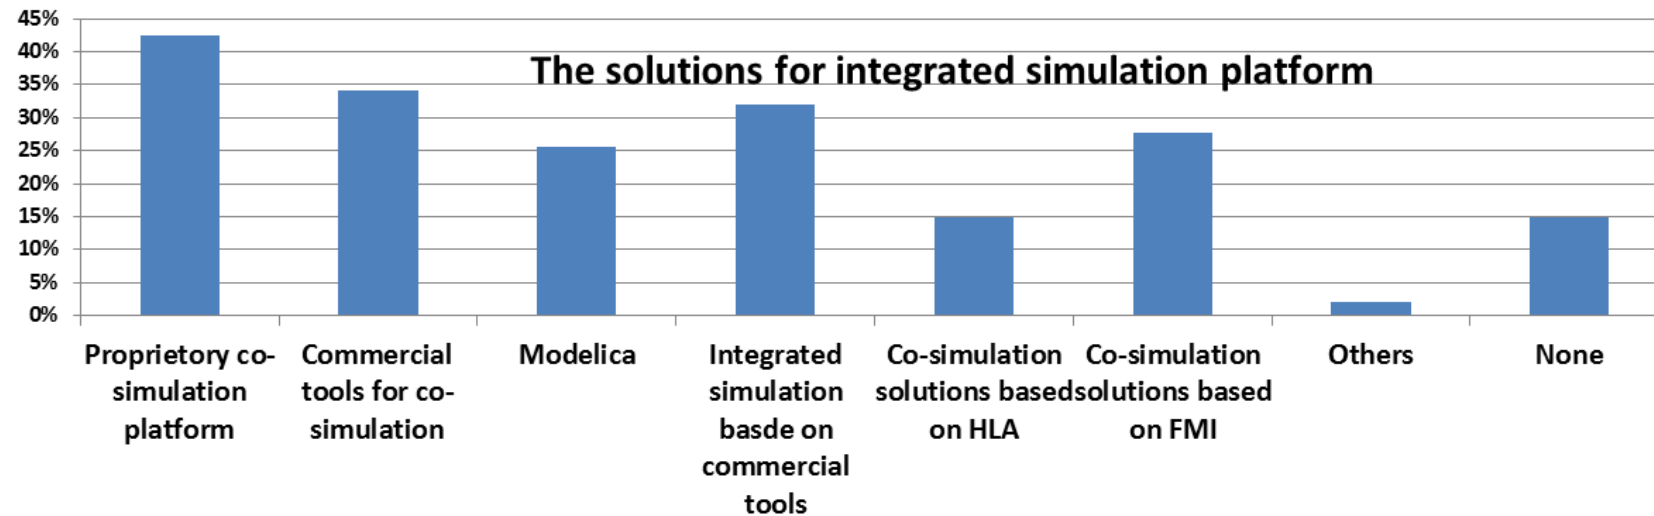 45%
40%
35%
30%
25%
20%
15%
10%
5%
0%
The solutions for integrated simulation platform
Proprietory co-
simulation
platform
Commercial
tools for co-
simulation
Modelica
Integrated
simulation
basde on
commercial
tools
Co-simulation
solutions based
on HLA
Co-simulation
solutions based
on FMI
Others
None